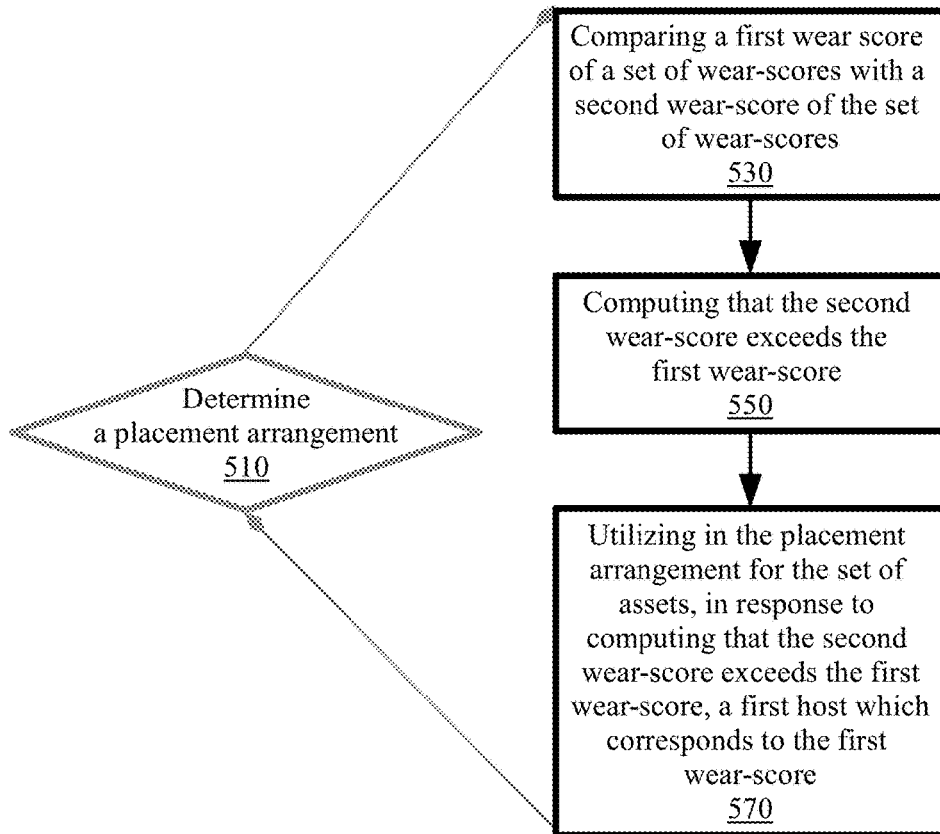 Comparing a first wear score
of a set of wear-scores with a
second wear-score of the set
of wear-scores
530
Computing that the second
wear-score exceeds the
first wear-score
550
Determine
a placement arrangement
510
Utilizing in the placement
arrangement for the set of
assets, in response to
computing that the second
wear-score exceeds the first
wear-score, a first host which
corresponds to the first
wear-score
570